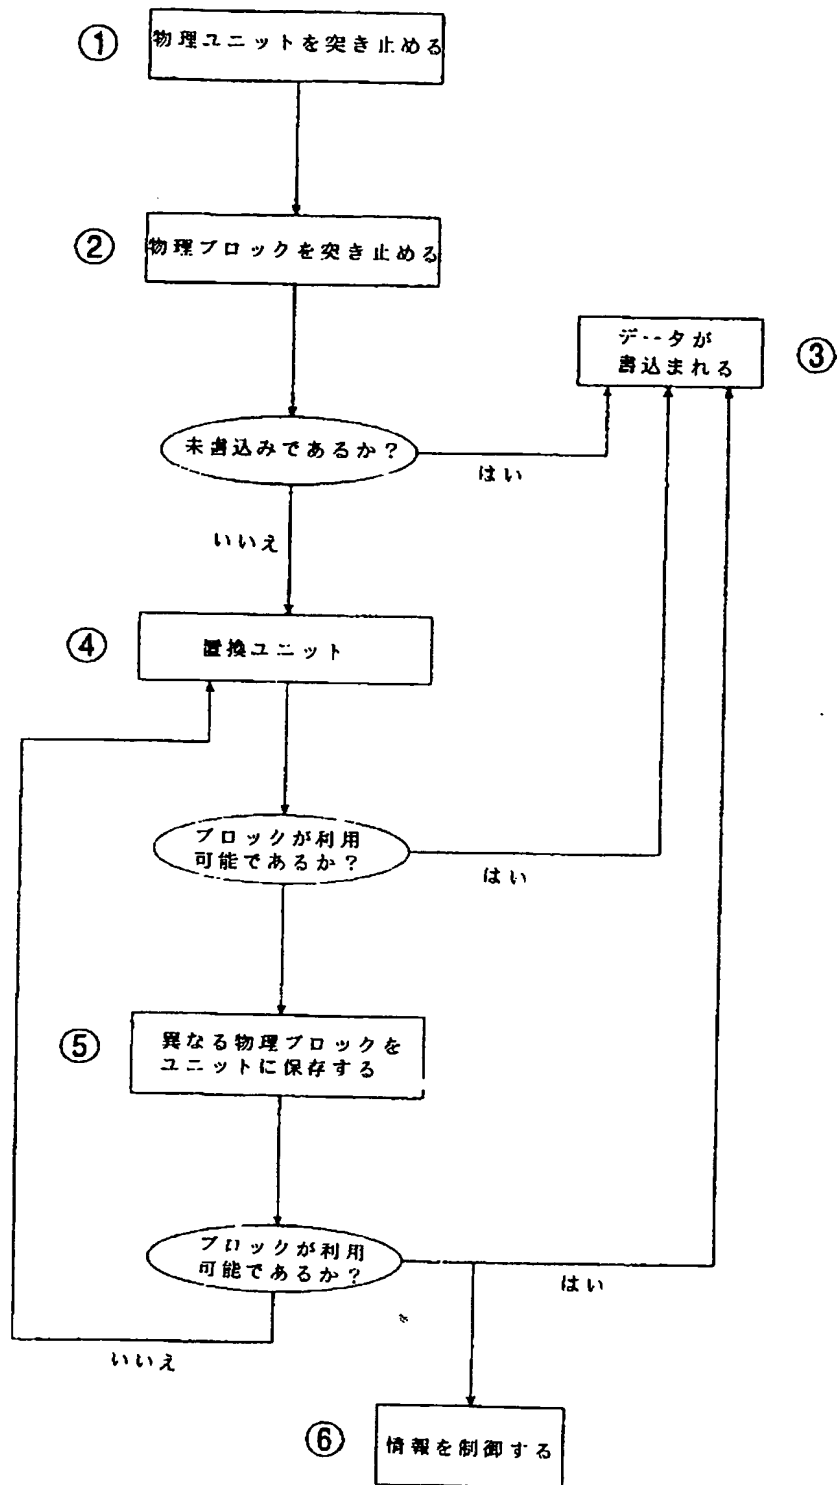 ① 物理ユニットを突き止める
② 物理ブロックを突き止める
データが
書込まれる
③
未書込みであるか?
はい
いいえ
④ 置換ユニット
ブロックが利用
可能であるか?
はい
⑤ 異なる物理ブロックを
ユニットに保存する
ブロックが利用
可能であるか?
はい
いいえ
⑥ 情報を制御する